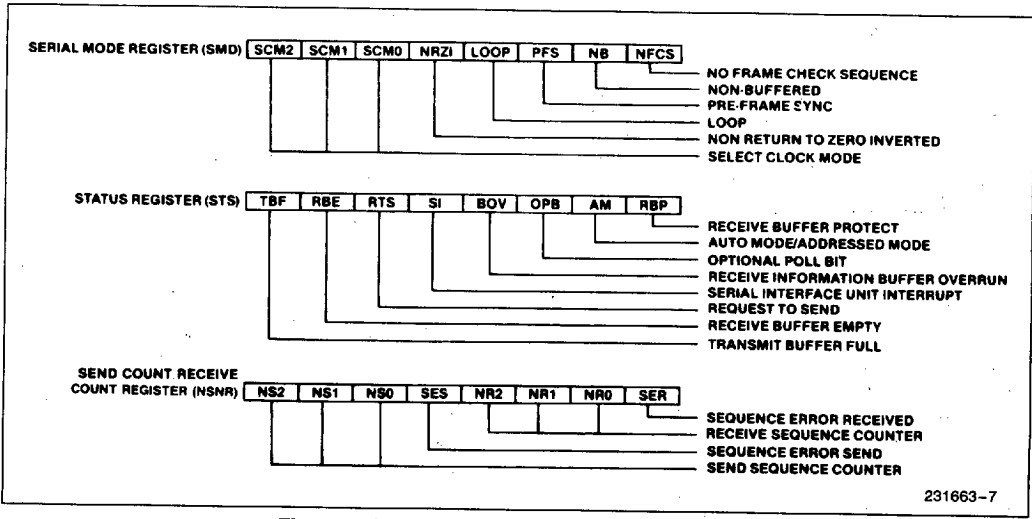 SERIAL MODE REGISTER (SMD) SCM2 SCM1 SCM0 NRZI LOOP PFS NB NFCS
NO FRAME CHECK SEQUENCE
NON-BUFFERED
PRE-FRAME SYNC
LOOP
NON RETURN TO ZERO INVERTED
SELECT CLOCK MODE
STATUS REGISTER (STS) TBF RBE RTS SI BOV OPB AM RBP
RECEIVE BUFFER PROTECT
AUTO MODE/ADDRESSED MODE
OPTIONAL POLL BIT
RECEIVE INFORMATION BUFFER OVERRUN
SERIAL INTERFACE UNIT INTERRUPT
REQUEST TO SEND
RECEIVE BUFFER EMPTY
TRANSMIT BUFFER FULL
SEND COUNT RECEIVE
COUNT REGISTER (NSNR) NS2 NS1 NS0 SES NR2 NR1 NR0 SER
SEQUENCE ERROR RECEIVED
RECEIVE SEQUENCE COUNTER
SEQUENCE ERROR SEND
SEND SEQUENCE COUNTER
231663-7